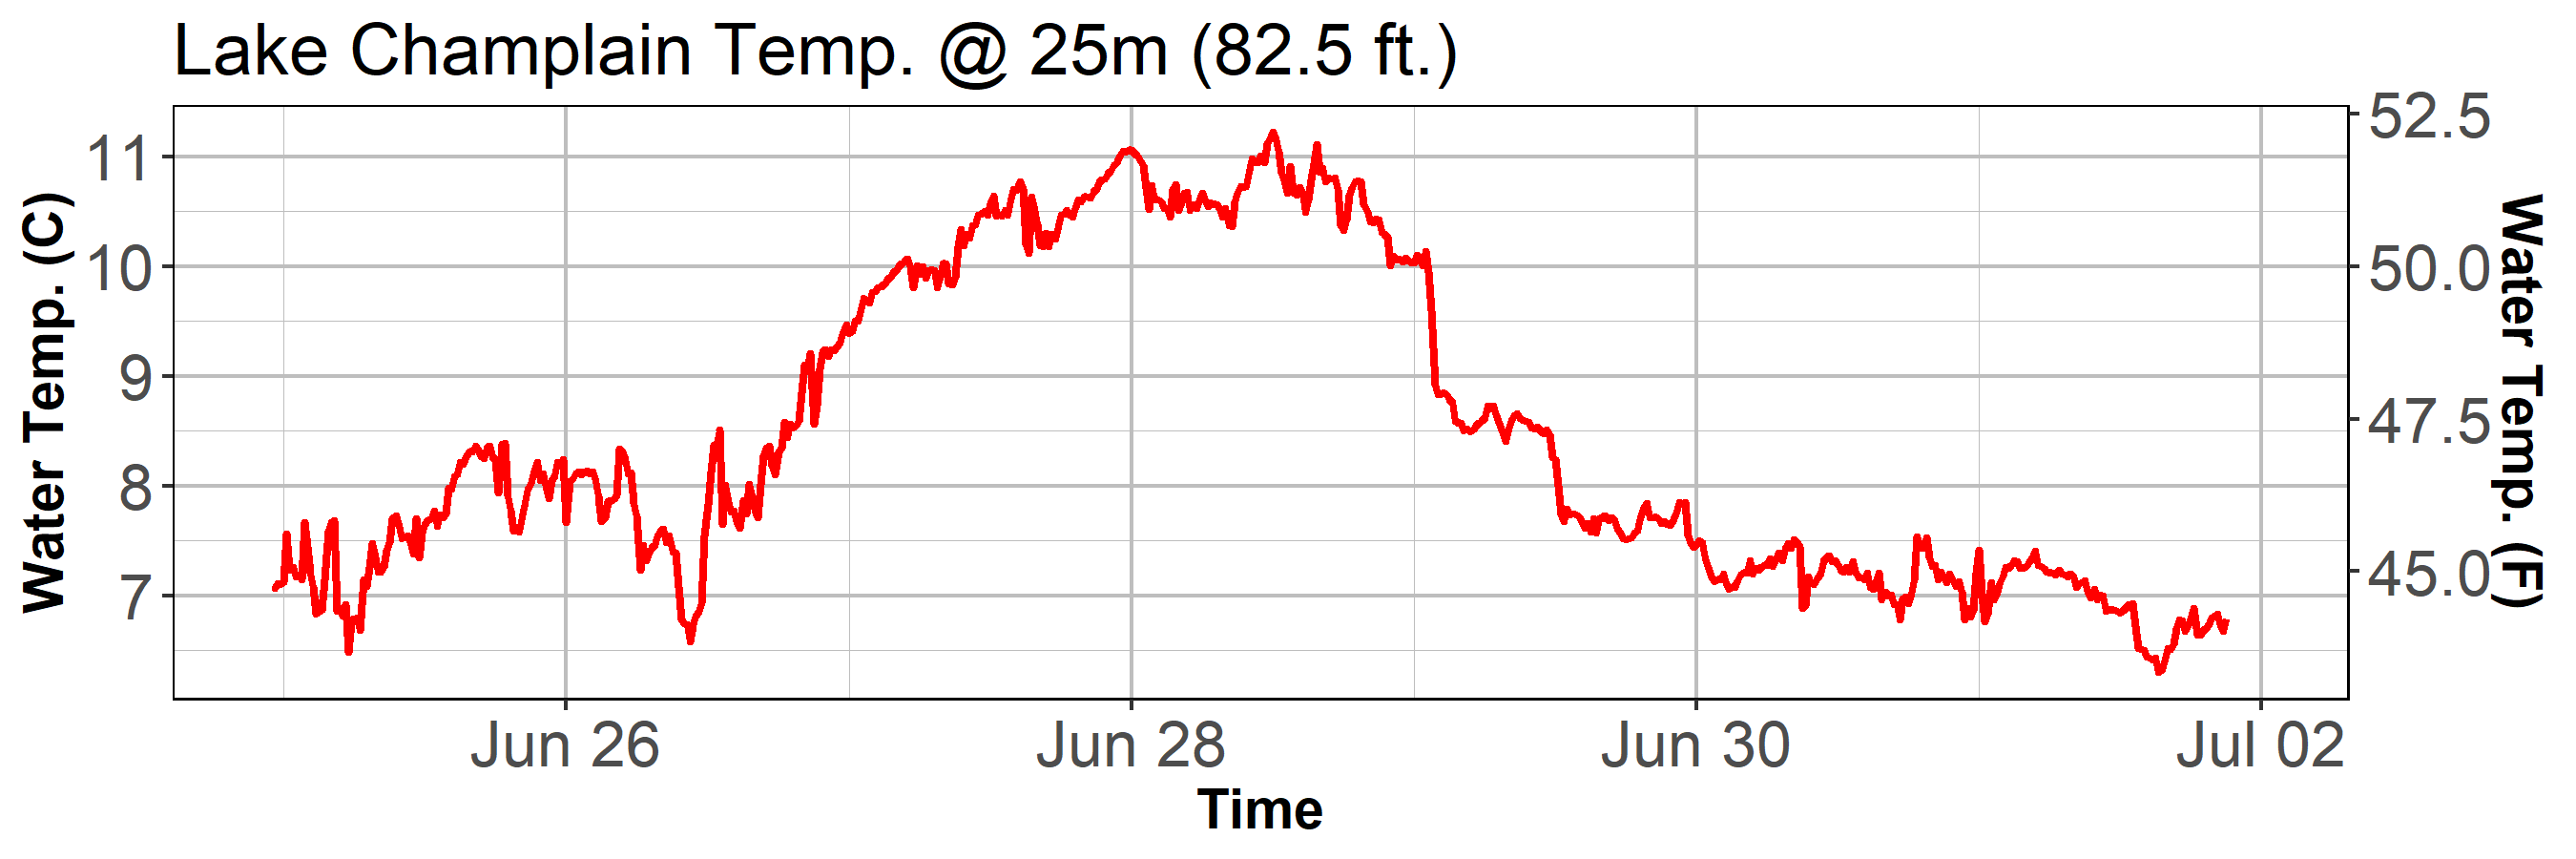 Lake Champlain Temp. @ 25m (82.5 ft.)
Water Temp. (C)
11
10
9
8
7
52.5
50.0
47.5
45.0
Water Temp. (F)
Jun 26
Jun 28
Jun 30
Jul 02
Time